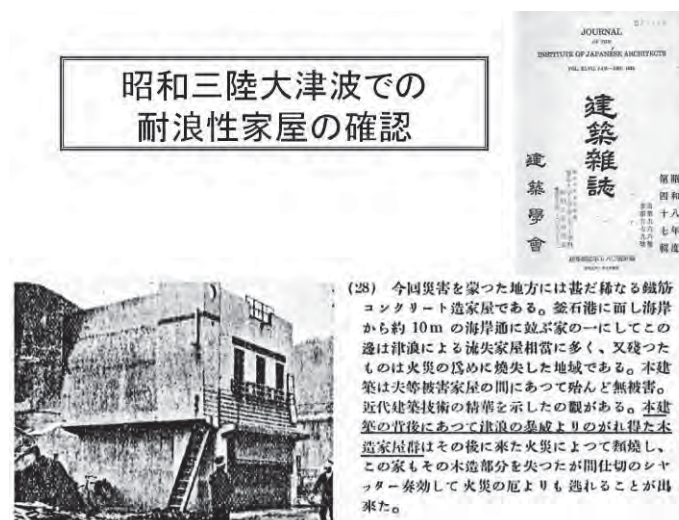 昭和三陸大津波での
耐浪性家屋の確認
JOURNAL
OF THE
INSTITUTE OF JAPANESE ARCHITECTS
建築雜誌
建築學會
(28) 今回災害を蒙つた地方には甚だ稀なる鐵筋
コンクリート造家屋である。釜石港に面し海岸
から約 10m の海岸通に竝ぶ家の一にしてこの
邊は津浪による流失家屋相當に多く、又殘つた
ものは火災の爲めに燒失した地域である。本建
築は夫等被害家屋の間にあつて殆んど無被害。
近代建築技術の精華を示したの觀がある。本建
築の背後にあつて津浪の暴威よりのがれ得た木
造家屋群はその後に來た火災によつて類燒し、
この家もその木造部分を失つたが間仕切のシャ
ッター奏効して火災の厄よりも逃れることが出
來た。